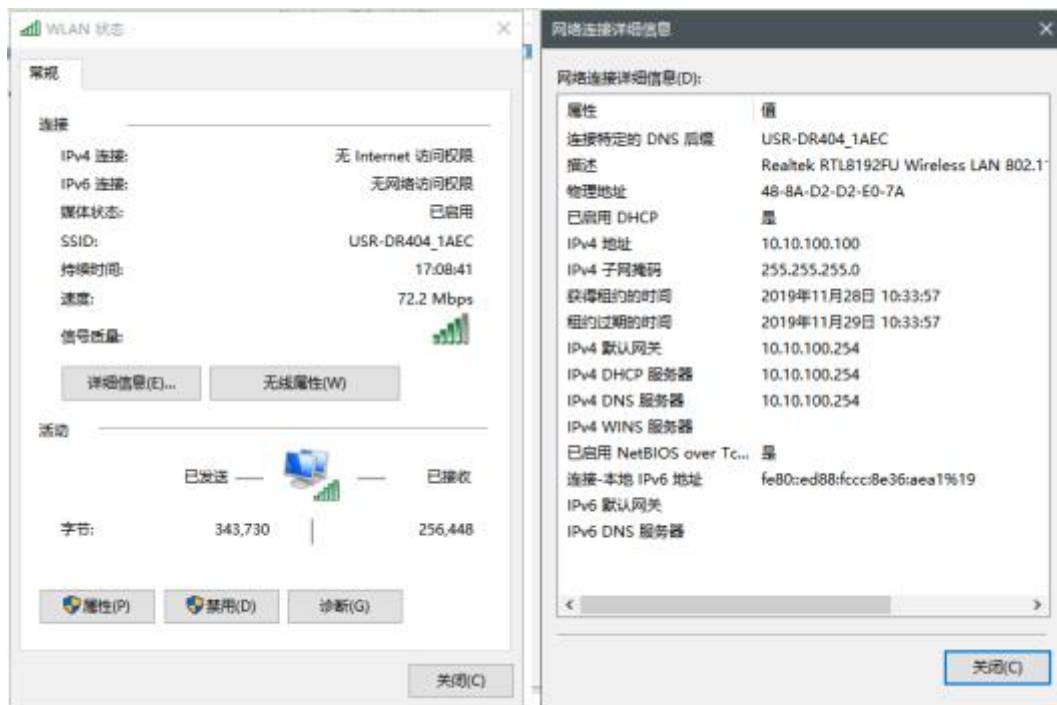 WLAN 状态
常规
连接
IPv4 连接: 无 Internet 访问权限
IPv6 连接: 无网络访问权限
媒体状态: 已启用
SSID: USR-DR404_1AEC
持续时间: 17:08:41
速度: 72.2 Mbps
信号质量:
详细信息(E)... 无线属性(W)
活动
已发送 已接收
字节: 343,730 256,448
属性(P) 禁用(D) 诊断(G)
关闭(C)
网络连接详细信息
网络连接详细信息(D):
属性 值
连接特定的 DNS 后缀 USR-DR404_1AEC
描述 Realtek RTL8192FU Wireless LAN 802.1
物理地址 48-8A-D2-D2-E0-7A
已启用 DHCP 是
IPv4 地址 10.10.100.100
IPv4 子网掩码 255.255.255.0
获得租约的时间 2019年11月28日 10:33:57
租约过期的时间 2019年11月29日 10:33:57
IPv4 默认网关 10.10.100.254
IPv4 DHCP 服务器 10.10.100.254
IPv4 DNS 服务器 10.10.100.254
IPv4 WINS 服务器
已启用 NetBIOS over Tc... 是
连接-本地 IPv6 地址 fe80::ed88:fccc:8e36:aea1%19
IPv6 默认网关
IPv6 DNS 服务器
关闭(C)